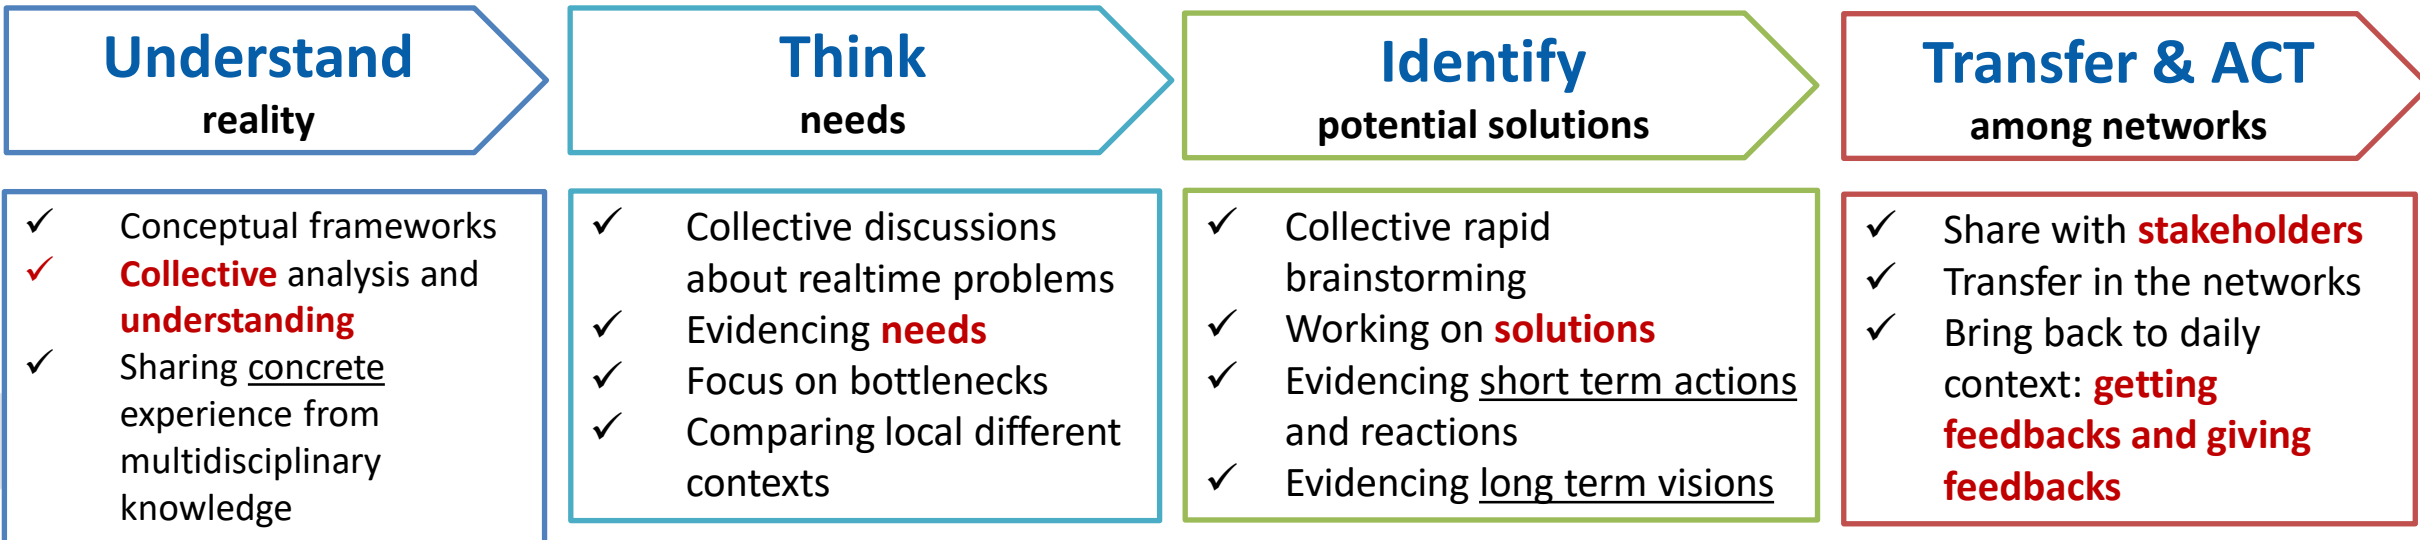 Understand
reality
Think
needs
Identify
potential solutions
Transfer & ACT
among networks
✓ Conceptual frameworks
✓ Collective analysis and
understanding
✓ Sharing concrete
experience from
multidisciplinary
knowledge
✓ Collective discussions
about realtime problems
✓ Evidencing needs
✓ Focus on bottlenecks
✓ Comparing local different
contexts
✓ Collective rapid
brainstorming
✓ Working on solutions
✓ Evidencing short term actions
and reactions
✓ Evidencing long term visions
✓ Share with stakeholders
✓ Transfer in the networks
✓ Bring back to daily
context: getting
feedbacks and giving
feedbacks